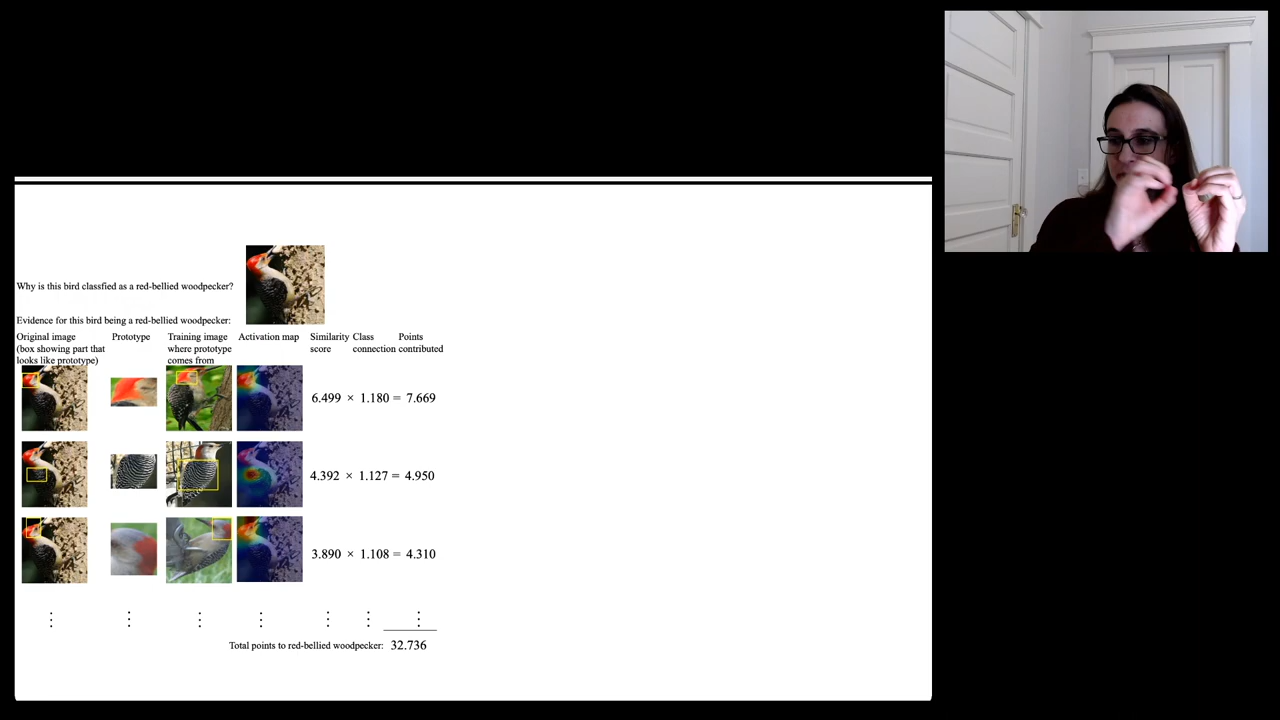 Why is this bird classfied as a red-bellied woodpecker?
Evidence for this bird being a red-bellied woodpecker:
Original image
(box showing part that
looks like prototype)
Prototype
Training image
where prototype
comes from
Activation map
Similarity
score
Class
connection
Points
contributed
6.499 × 1.180 = 7.669
4.392 × 1.127 = 4.950
3.890 × 1.108 = 4.310
Total points to red-bellied woodpecker: 32.736